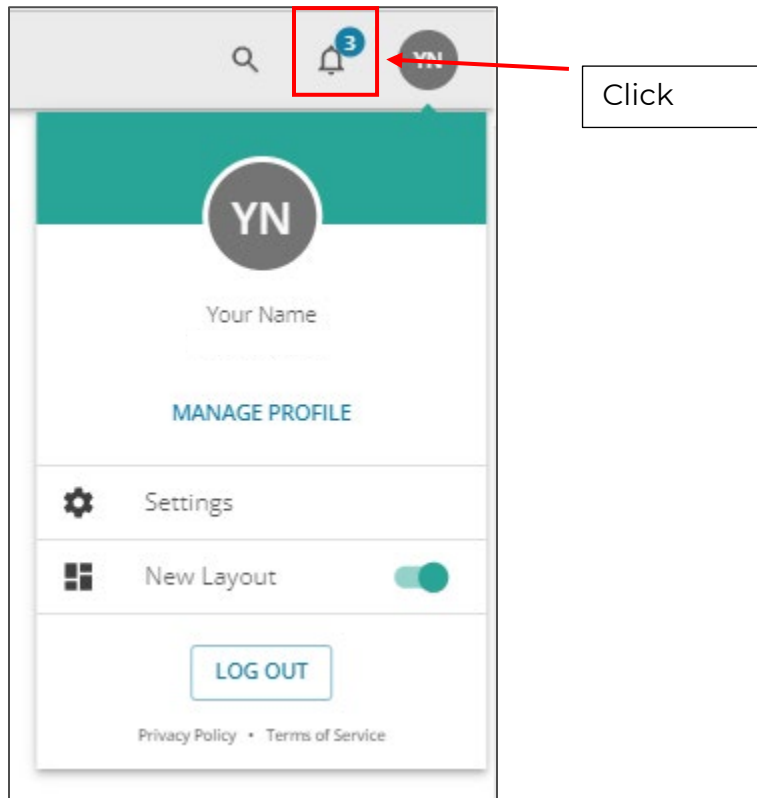 3
YN
Click
YN
Your Name
MANAGE PROFILE
Settings
New Layout
LOG OUT
Privacy Policy • Terms of Service